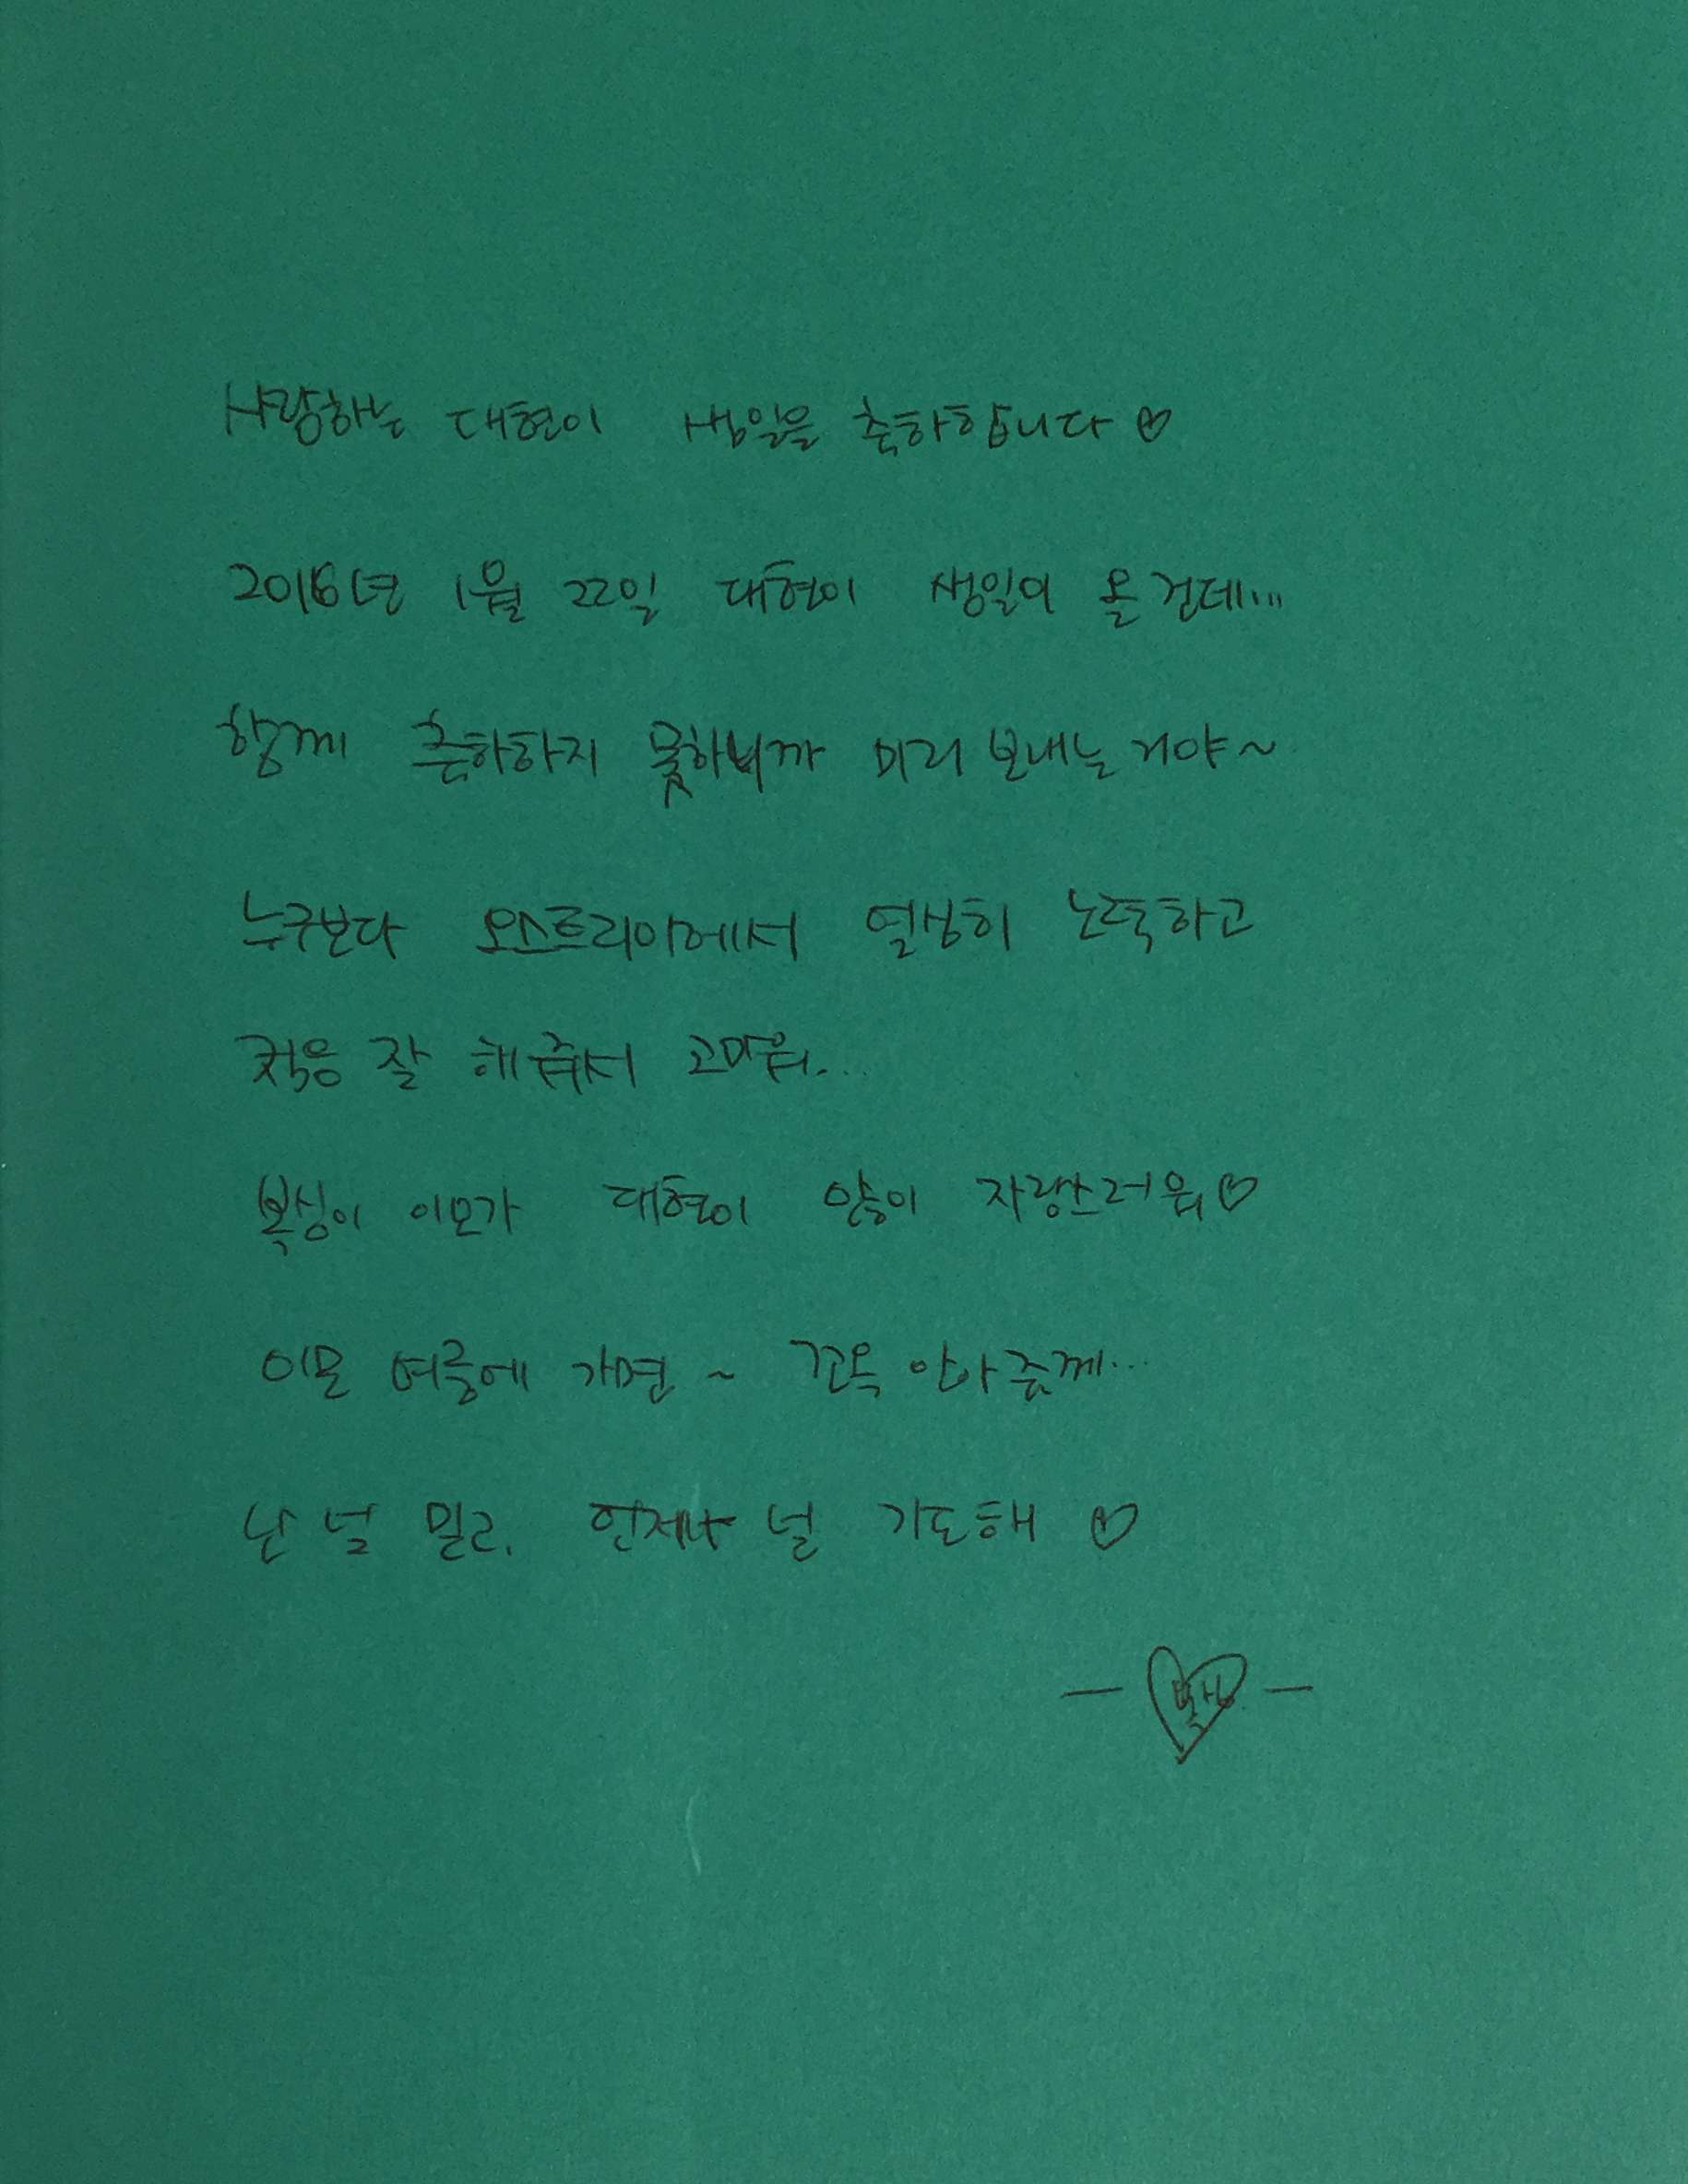 사랑하는 대현이 생일을 축하합니다 ♡
2016년 1월 22일 대현이 생일이 올 건데...
함께 축하하지 못하니까 미리 보내는 거야~
누구보다 오스트리아에서 열심히 노력하고
적응 잘 해줘서 고마워...
복싱이 이모가 대현이 많이 자랑스러워♡
이모 여름에 가면 ~ 꼬옥 안아 줄께...
난 널 믿고. 언제나 널 기도해 ♡